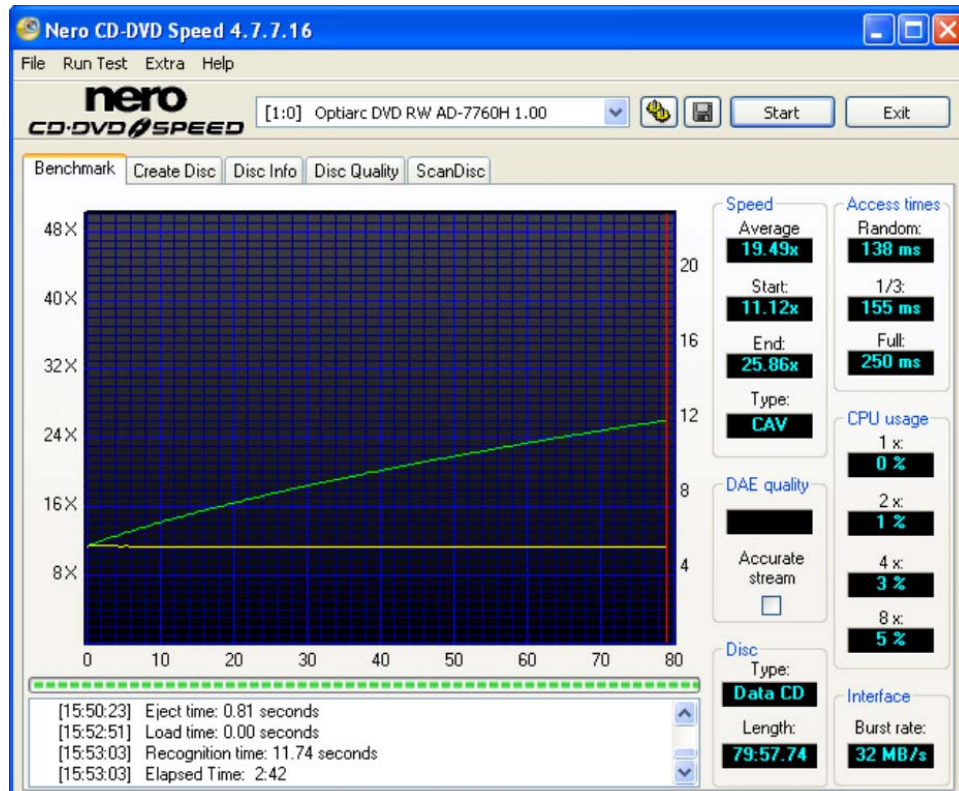 Nero CD-DVD Speed 4.7.7.16
File Run Test Extra Help
nero
CD·DVD SPEED
[1:0] Optiarc DVD RW AD-7760H 1.00
Start
Exit
Benchmark
Create Disc
Disc Info
Disc Quality
ScanDisc
48X
40X
32X
24X
16X
8X
20
16
12
8
4
0 10 20 30 40 50 60 70 80
Speed
Average
19.49x
Start:
11.12x
End:
25.86x
Type:
CAV
DAE quality
Accurate
stream
Disc
Type:
Data CD
Length:
79:57.74
Access times
Random:
138 ms
1/3:
155 ms
Full:
250 ms
CPU usage
1 x:
0 %
2 x:
1 %
4 x:
3 %
8 x:
5 %
Interface
Burst rate:
32 MB/s
[15:50:23] Eject time: 0.81 seconds
[15:52:51] Load time: 0.00 seconds
[15:53:03] Recognition time: 11.74 seconds
[15:53:03] Elapsed Time: 2:42